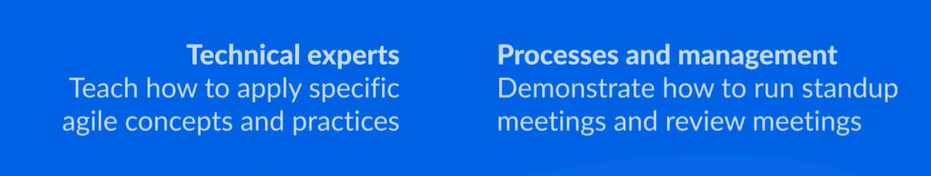 Technical experts
Teach how to apply specific
agile concepts and practices
Processes and management
Demonstrate how to run standup
meetings and review meetings